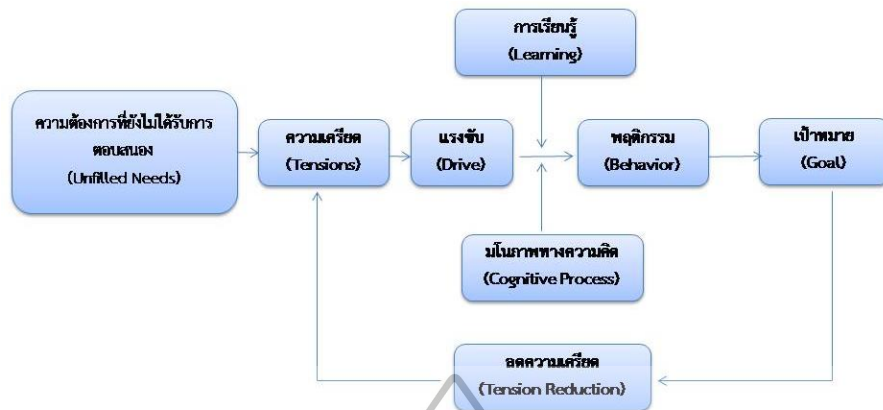 การเรียนรู้
(Learning)
ความต้องการที่ยังไม่ได้รับการ
ตอบสนอง
(Unfilled Needs)
ความเครียด
(Tensions)
แรงขับ
(Drive)
พฤติกรรม
(Behavior)
เป้าหมาย
(Goal)
มโนภาพทางความคิด
(Cognitive Process)
ลดความเครียด
(Tension Reduction)